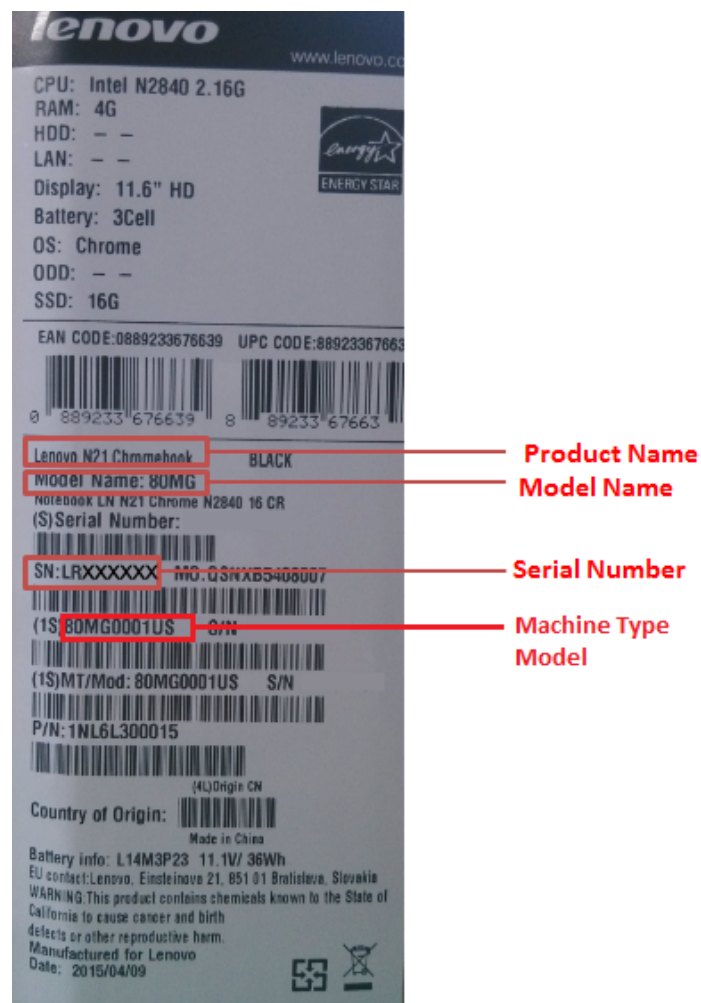 lenovo
www.lenovo.co
CPU: Intel N2840 2.16G
RAM: 4G
HDD: – –
LAN: – –
Display: 11.6" HD
Battery: 3Cell
OS: Chrome
ODD: – –
SSD: 16G
energy
ENERGY STAR
EAN CODE:0889233676639 UPC CODE:88923367663
0 889233 676639 8 89233 67663
Lenovo N21 Chromebook BLACK Product Name
Model Name: 80MG Model Name
Notebook LN N21 Chrome N2840 16 CR
(S)Serial Number:
SN:LRXXXXXX MO:QSNXB5408007 Serial Number
(1S)80MG0001US S/N Machine Type
Model
(1S)MT/Mod: 80MG0001US S/N
P/N:1NL6L300015
(4L)Origin CN
Country of Origin:
Made in China
Battery info: L14M3P23 11.1V/ 36Wh
EU contact:Lenovo, Einsteinova 21, 851 01 Bratislava, Slovakia
WARNING:This product contains chemicals known to the State of
California to cause cancer and birth
defects or other reproductive harm.
Manufactured for Lenovo
Date: 2015/04/09